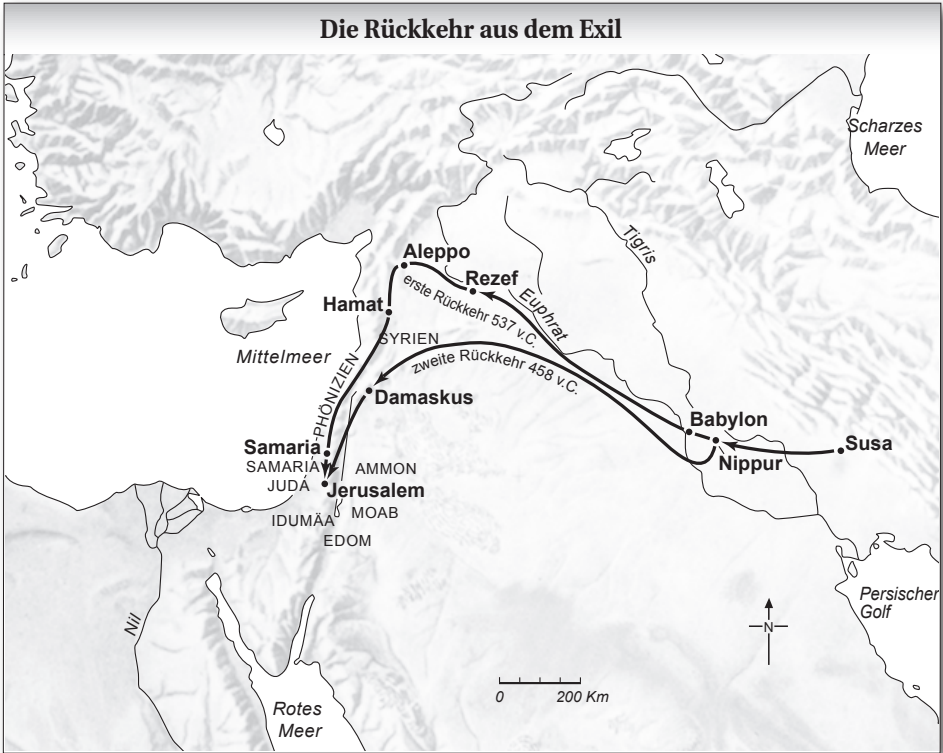 Die Rückkehr aus dem Exil
Scharzes
Meer
Tigris
Aleppo
Rezef
erste Rückkehr 537 v.C.
Euphrat
Hamat
SYRIEN
Mittelmeer
PHÖNIZIEN
zweite Rückkehr 458 v.C.
Damaskus
Babylon
Nippur
Susa
Samaria
SAMARIA
JUDA
AMMON
Jerusalem
MOAB
IDUMÄA
EDOM
Nil
Persischer
Golf
N
0 200 Km
Rotes
Meer